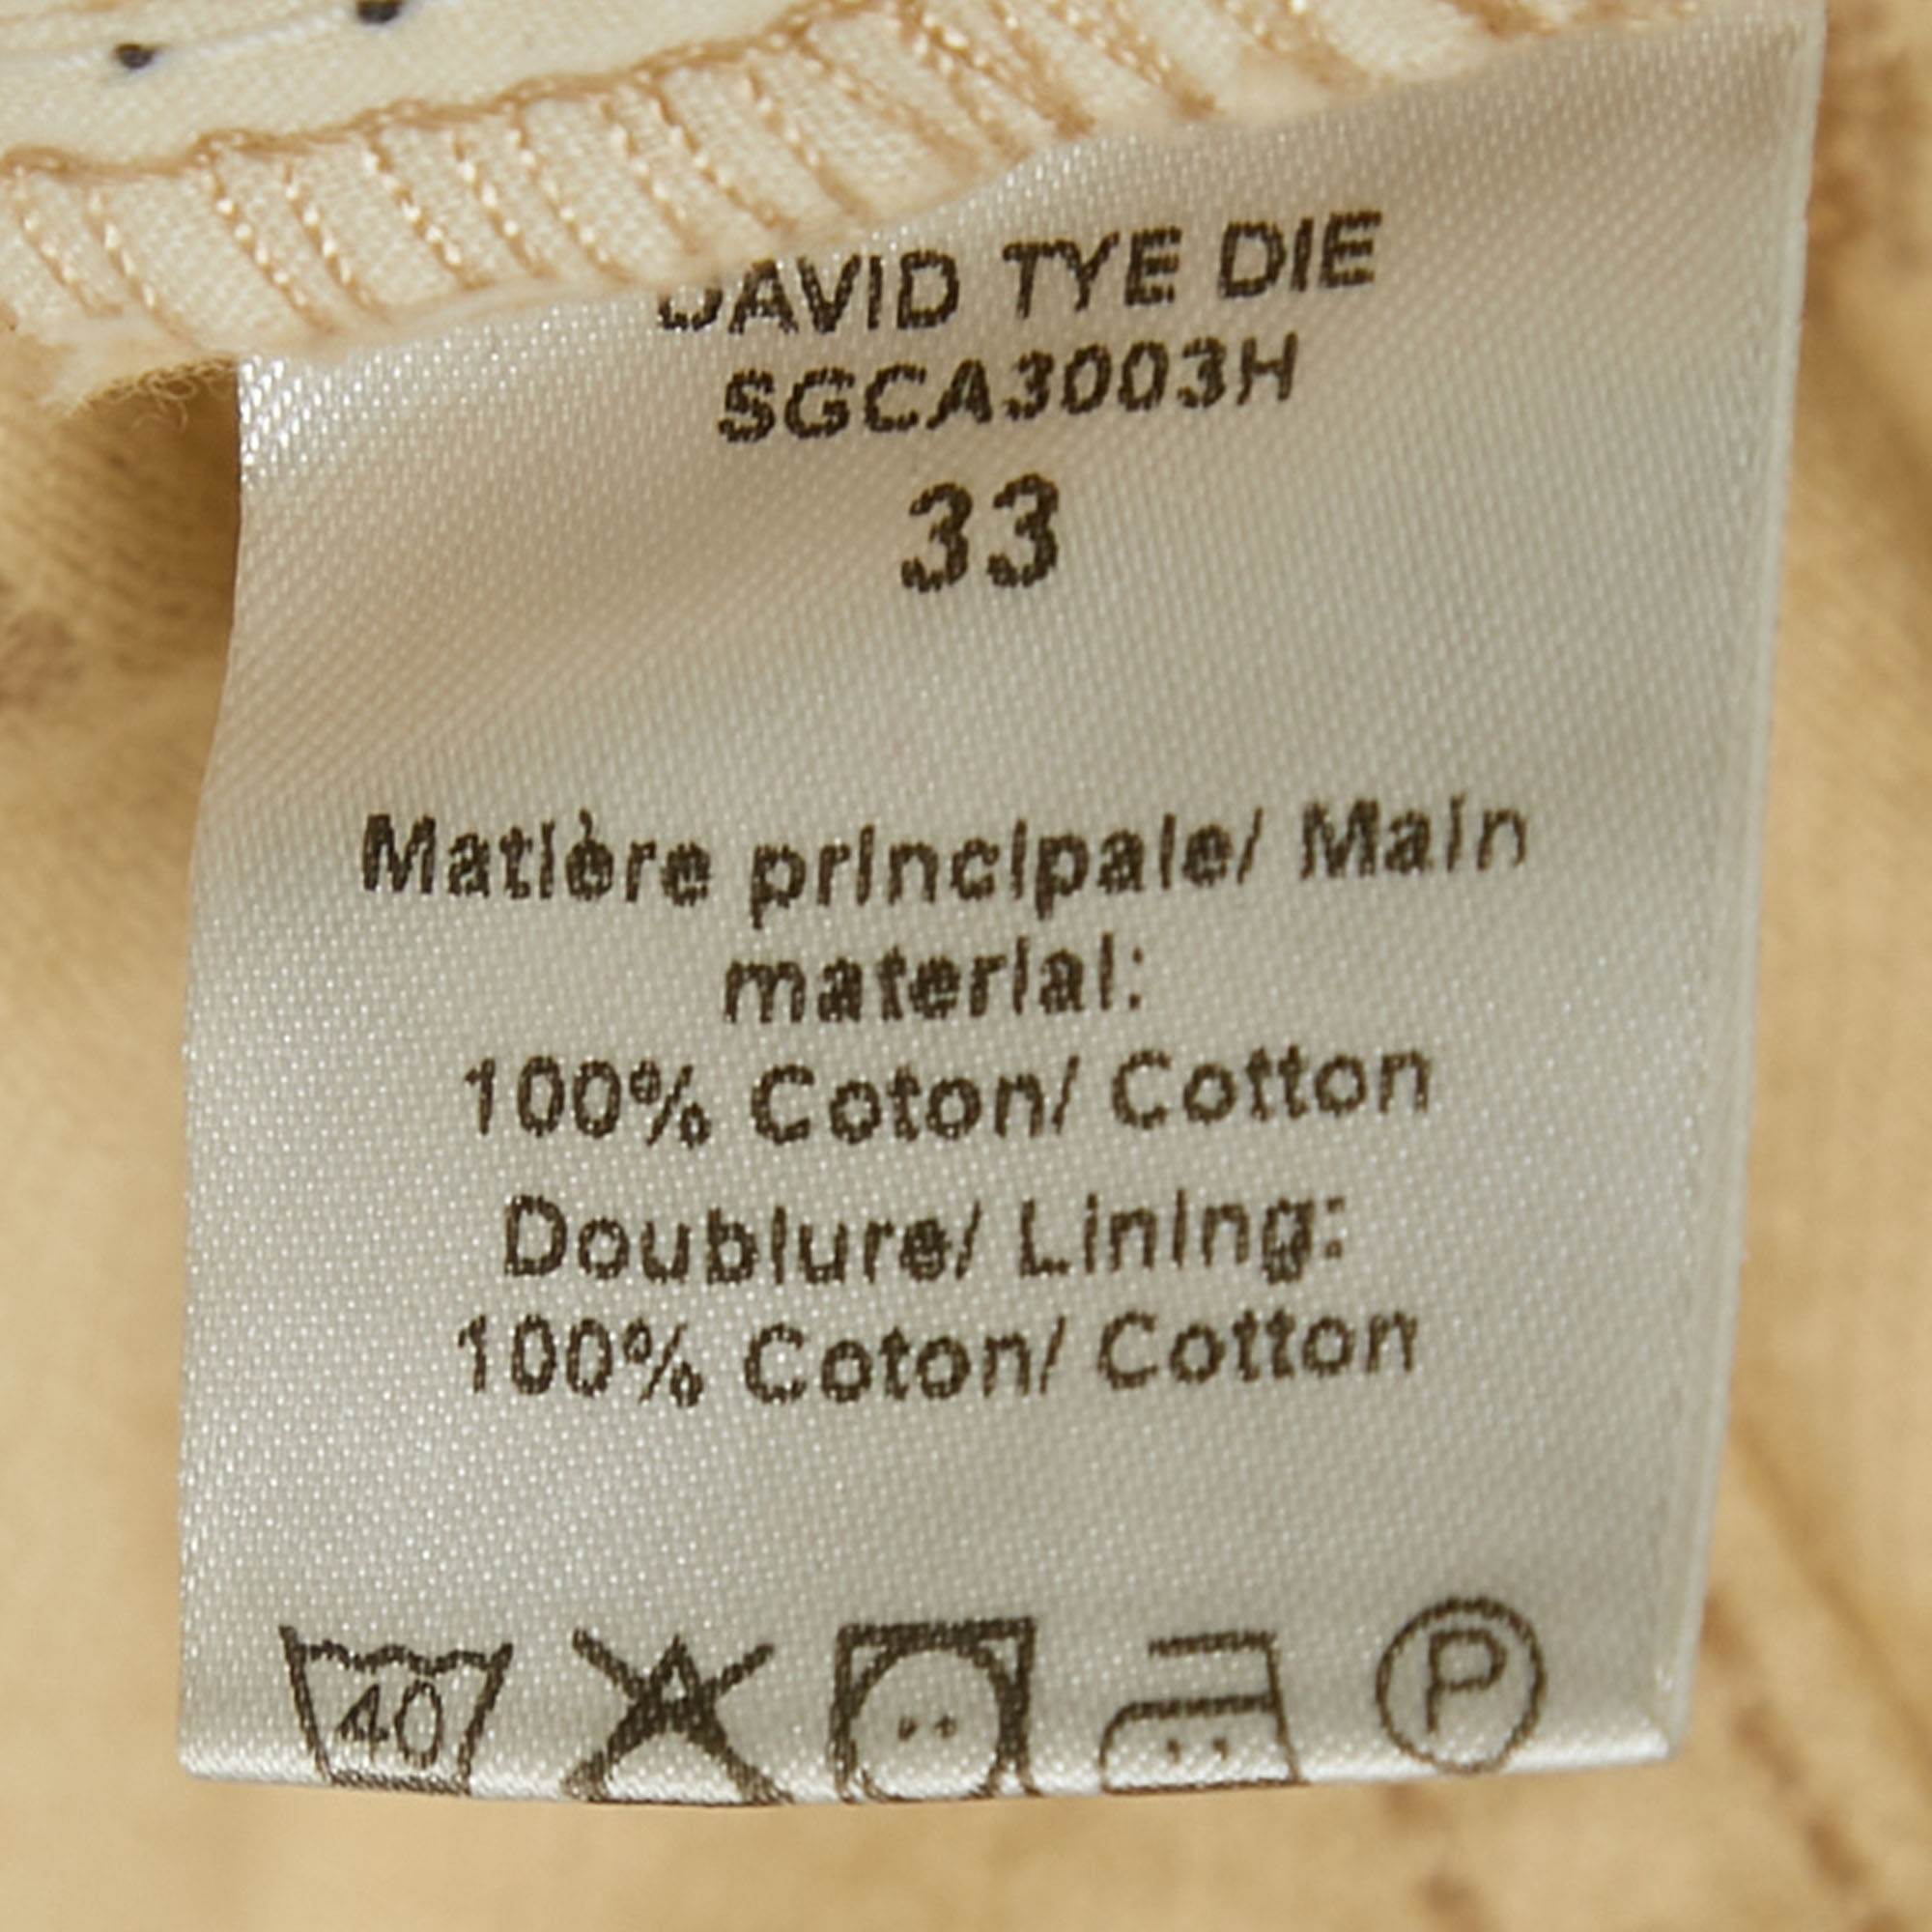 DAVID TYE DIE
SGCA3003H
33
Matière principale/ Main
material:
100% Coton/ Cotton
Doublure/ Lining:
100% Coton/ Cotton
40 P